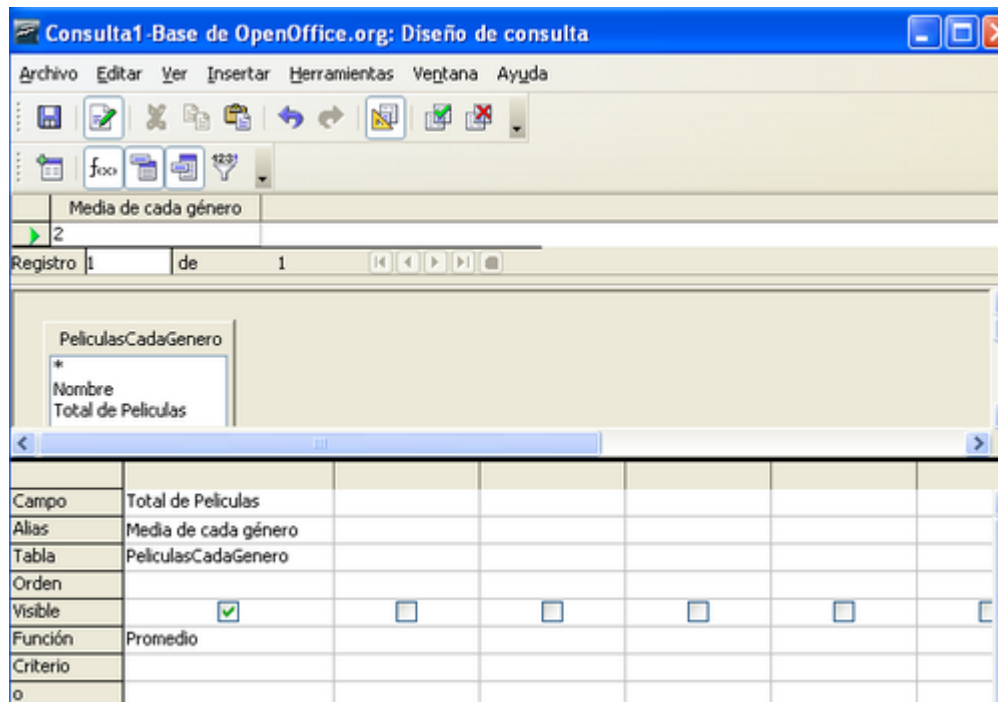 Consulta1-Base de OpenOffice.org: Diseño de consulta
Archivo Editar Ver Insertar Herramientas Ventana Ayuda
f(x)
123!
Media de cada género
2
Registro 1 de 1
PeliculasCadaGenero
*
Nombre
Total de Peliculas
Campo Total de Peliculas
Alias Media de cada género
Tabla PeliculasCadaGenero
Orden
Visible
Función Promedio
Criterio
o